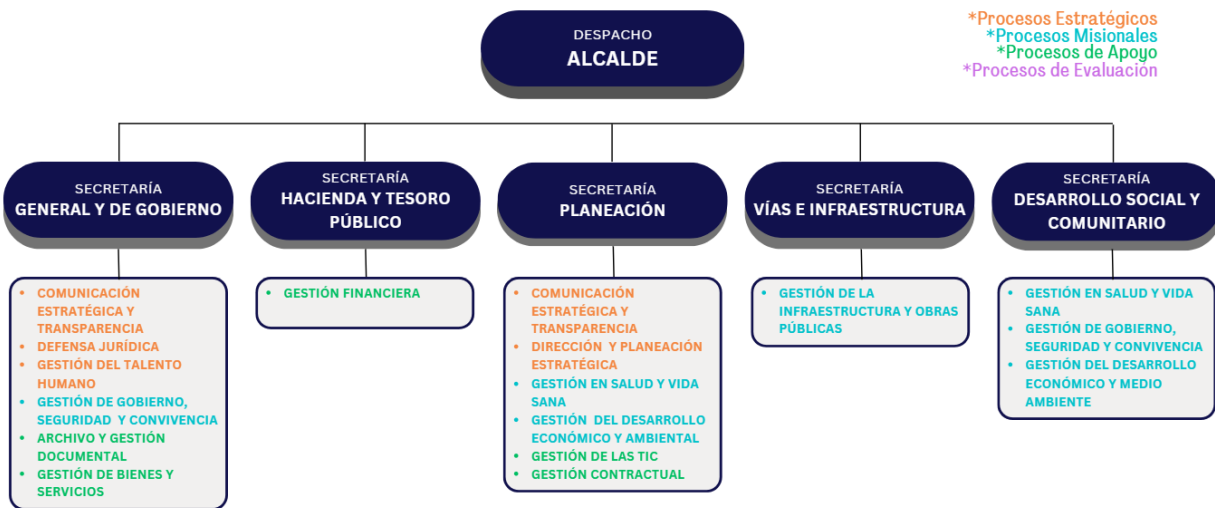 DESPACHO
ALCALDE
*Procesos Estratégicos
*Procesos Misionales
*Procesos de Apoyo
*Procesos de Evaluación
SECRETARÍA
GENERAL Y DE GOBIERNO
SECRETARÍA
HACIENDA Y TESORO
PÚBLICO
SECRETARÍA
PLANEACIÓN
SECRETARÍA
VÍAS E INFRAESTRUCTURA
SECRETARÍA
DESARROLLO SOCIAL Y
COMUNITARIO
• COMUNICACIÓN
ESTRATÉGICA Y
TRANSPARENCIA
• DEFENSA JURÍDICA
• GESTIÓN DEL TALENTO
HUMANO
• GESTIÓN DE GOBIERNO,
SEGURIDAD Y CONVIVENCIA
• ARCHIVO Y GESTIÓN
DOCUMENTAL
• GESTIÓN DE BIENES Y
SERVICIOS
• GESTIÓN FINANCIERA
• COMUNICACIÓN
ESTRATÉGICA Y
TRANSPARENCIA
• DIRECCIÓN Y PLANEACIÓN
ESTRATÉGICA
• GESTIÓN EN SALUD Y VIDA
SANA
• GESTIÓN DEL DESARROLLO
ECONÓMICO Y AMBIENTAL
• GESTIÓN DE LAS TIC
• GESTIÓN CONTRACTUAL
• GESTIÓN DE LA
INFRAESTRUCTURA Y OBRAS
PÚBLICAS
• GESTIÓN EN SALUD Y VIDA
SANA
• GESTIÓN DE GOBIERNO,
SEGURIDAD Y CONVIVENCIA
• GESTIÓN DEL DESARROLLO
ECONÓMICO Y MEDIO
AMBIENTE